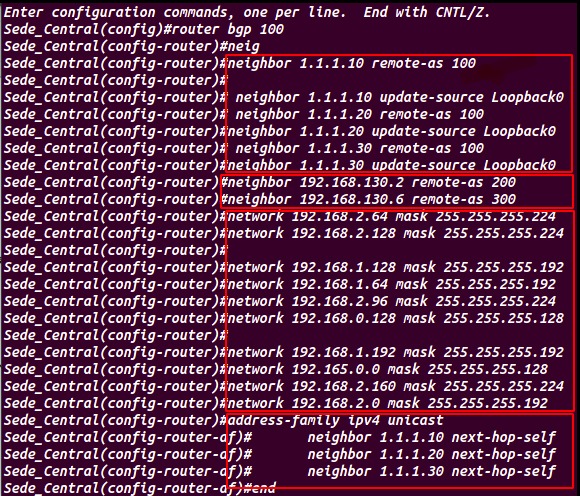 Enter configuration commands, one per line.  End with CNTL/Z.
Sede_Central(config)#router bgp 100
Sede_Central(config-router)#neig
Sede_Central(config-router)#neighbor 1.1.1.10 remote-as 100
Sede_Central(config-router)#
Sede_Central(config-router)# neighbor 1.1.1.10 update-source Loopback0
Sede_Central(config-router)# neighbor 1.1.1.20 remote-as 100
Sede_Central(config-router)#neighbor 1.1.1.20 update-source Loopback0
Sede_Central(config-router)# neighbor 1.1.1.30 remote-as 100
Sede_Central(config-router)#neighbor 1.1.1.30 update-source Loopback0
Sede_Central(config-router)#neighbor 192.168.130.2 remote-as 200
Sede_Central(config-router)#neighbor 192.168.130.6 remote-as 300
Sede_Central(config-router)#network 192.168.2.64 mask 255.255.255.224
Sede_Central(config-router)#network 192.168.2.128 mask 255.255.255.224
Sede_Central(config-router)#
Sede_Central(config-router)#network 192.168.1.128 mask 255.255.255.192
Sede_Central(config-router)#network 192.168.1.64 mask 255.255.255.192
Sede_Central(config-router)#network 192.168.2.96 mask 255.255.255.224
Sede_Central(config-router)#network 192.168.0.128 mask 255.255.255.128
Sede_Central(config-router)#
Sede_Central(config-router)#network 192.168.1.192 mask 255.255.255.192
Sede_Central(config-router)#network 192.165.0.0 mask 255.255.255.128
Sede_Central(config-router)#network 192.168.2.160 mask 255.255.255.224
Sede_Central(config-router)#network 192.168.2.0 mask 255.255.255.192
Sede_Central(config-router)#address-family ipv4 unicast
Sede_Central(config-router-af)#       neighbor 1.1.1.10 next-hop-self
Sede_Central(config-router-af)#       neighbor 1.1.1.20 next-hop-self
Sede_Central(config-router-af)#       neighbor 1.1.1.30 next-hop-self
Sede_Central(config-router-af)#end